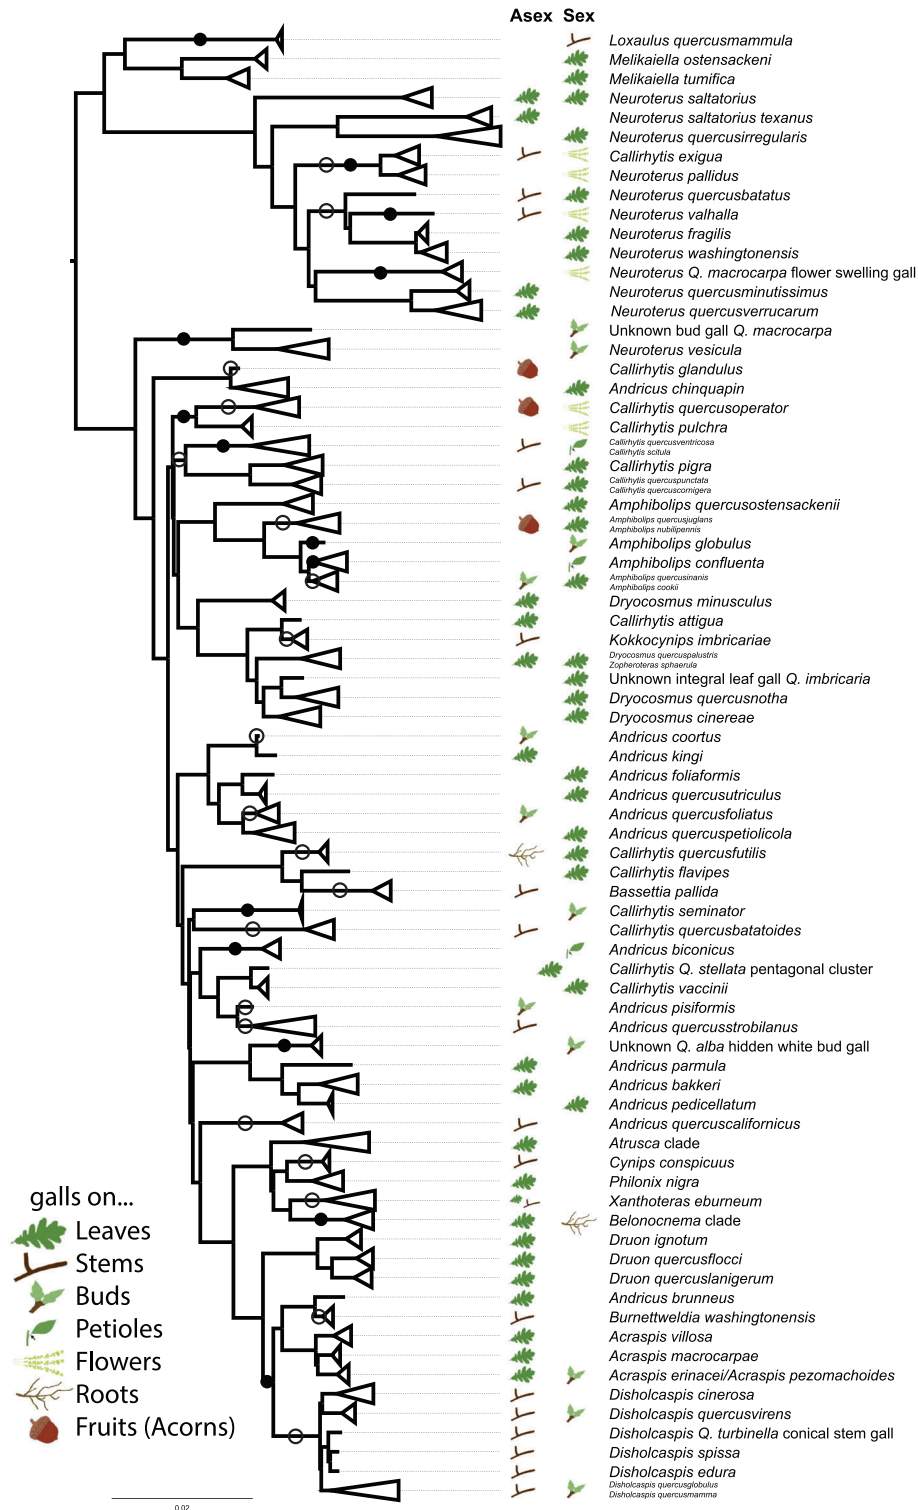 Asex Sex
Loxaulus quercusmammula
Melikaiella ostensackeni
Melikaiella tumifica
Neuroterus saltatorius
Neuroterus saltatorius texanus
Neuroterus quercusirregularis
Callirhytis exigua
Neuroterus pallidus
Neuroterus quercusbatatus
Neuroterus valhalla
Neuroterus fragilis
Neuroterus washingtonensis
Neuroterus Q. macrocarpa flower swelling gall
Neuroterus quercusminutissimus
Neuroterus quercusverrucarum
Unknown bud gall Q. macrocarpa
Neuroterus vesicula
Callirhytis glandulus
Andricus chinquapin
Callirhytis quercusoperator
Callirhytis pulchra
Callirhytis quercusventricosa
Callirhytis scitula
Callirhytis pigra
Callirhytis quercuspunctata
Callirhytis quercuscornigera
Amphibolips quercusostensackenii
Amphibolips quercusjuglans
Amphibolips nubilipennis
Amphibolips globulus
Amphibolips confluenta
Amphibolips quercusinanis
Amphibolips cookii
Dryocosmus minusculus
Callirhytis attigua
Kokkocynips imbricariae
Dryocosmus quercuspalustris
Zopheroteras sphaerula
Unknown integral leaf gall Q. imbricaria
Dryocosmus quercusnotha
Dryocosmus cinereae
Andricus coortus
Andricus kingi
Andricus foliaformis
Andricus quercusutriculus
Andricus quercusfoliatus
Andricus quercuspetiolicola
Callirhytis quercusfutilis
Callirhytis flavipes
Bassettia pallida
Callirhytis seminator
Callirhytis quercusbatatoides
Andricus biconicus
Callirhytis Q. stellata pentagonal cluster
Callirhytis vaccinii
Andricus pisiformis
Andricus quercusstrobilanus
Unknown Q. alba hidden white bud gall
Andricus parmula
Andricus bakkeri
Andricus pedicellatum
Andricus quercuscalifornicus
Atrusca clade
Cynips conspicuus
Philonix nigra
Xanthoteras eburneum
Belonocnema clade
Druon ignotum
Druon quercusflocci
Druon quercuslanigerum
Andricus brunneus
Burnettweldia washingtonensis
Acraspis villosa
Acraspis macrocarpae
Acraspis erinacei/Acraspis pezomachoides
Disholcaspis cinerosa
Disholcaspis quercusvirens
Disholcaspis Q. turbinella conical stem gall
Disholcaspis spissa
Disholcaspis edura
Disholcaspis quercusglobulus
Disholcaspis quercusmamma
galls on...
Leaves
Stems
Buds
Petioles
Flowers
Roots
Fruits (Acorns)
0.02